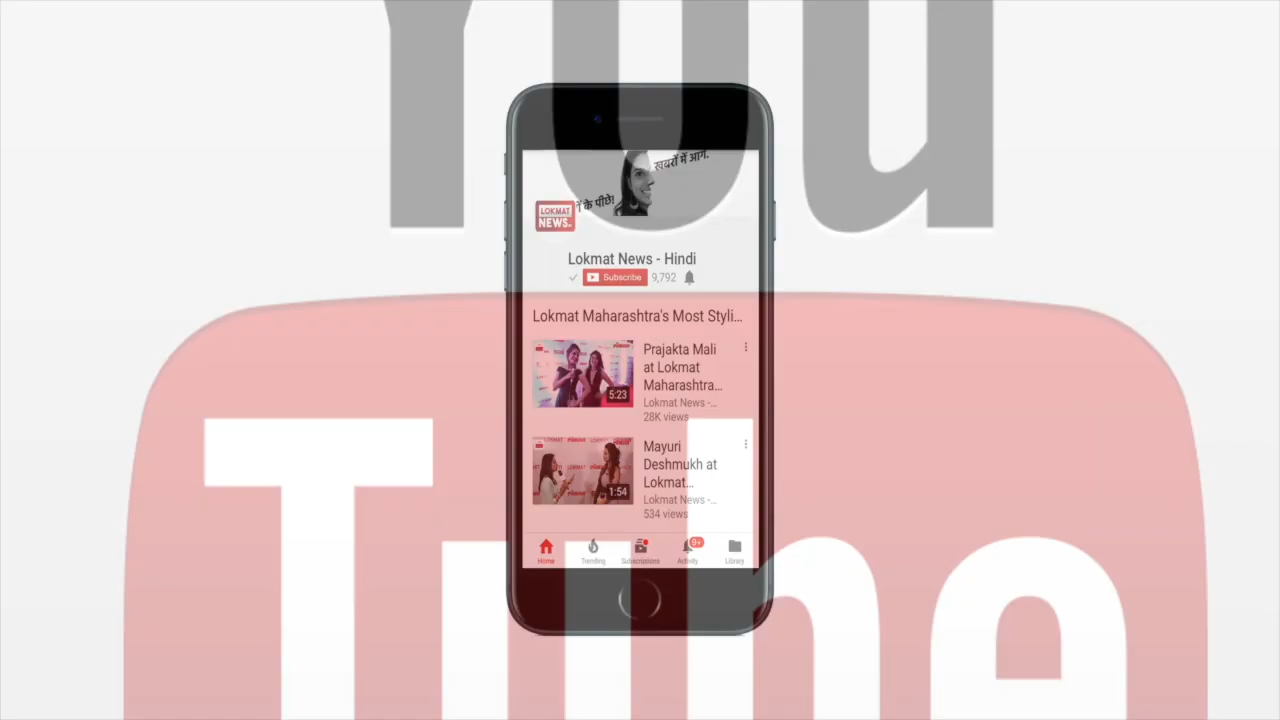 You
Tube
खबरों में आगे.
के पीछे!
LOKMAT
NEWS
Lokmat News - Hindi
Subscribe 9,792
Lokmat Maharashtra's Most Styli...
Prajakta Mali
at Lokmat
Maharashtra...
Lokmat News -...
28K views
5:23
Mayuri
Deshmukh at
Lokmat...
Lokmat News -...
534 views
1:54
9+
Home Trending Subscriptions Activity Library